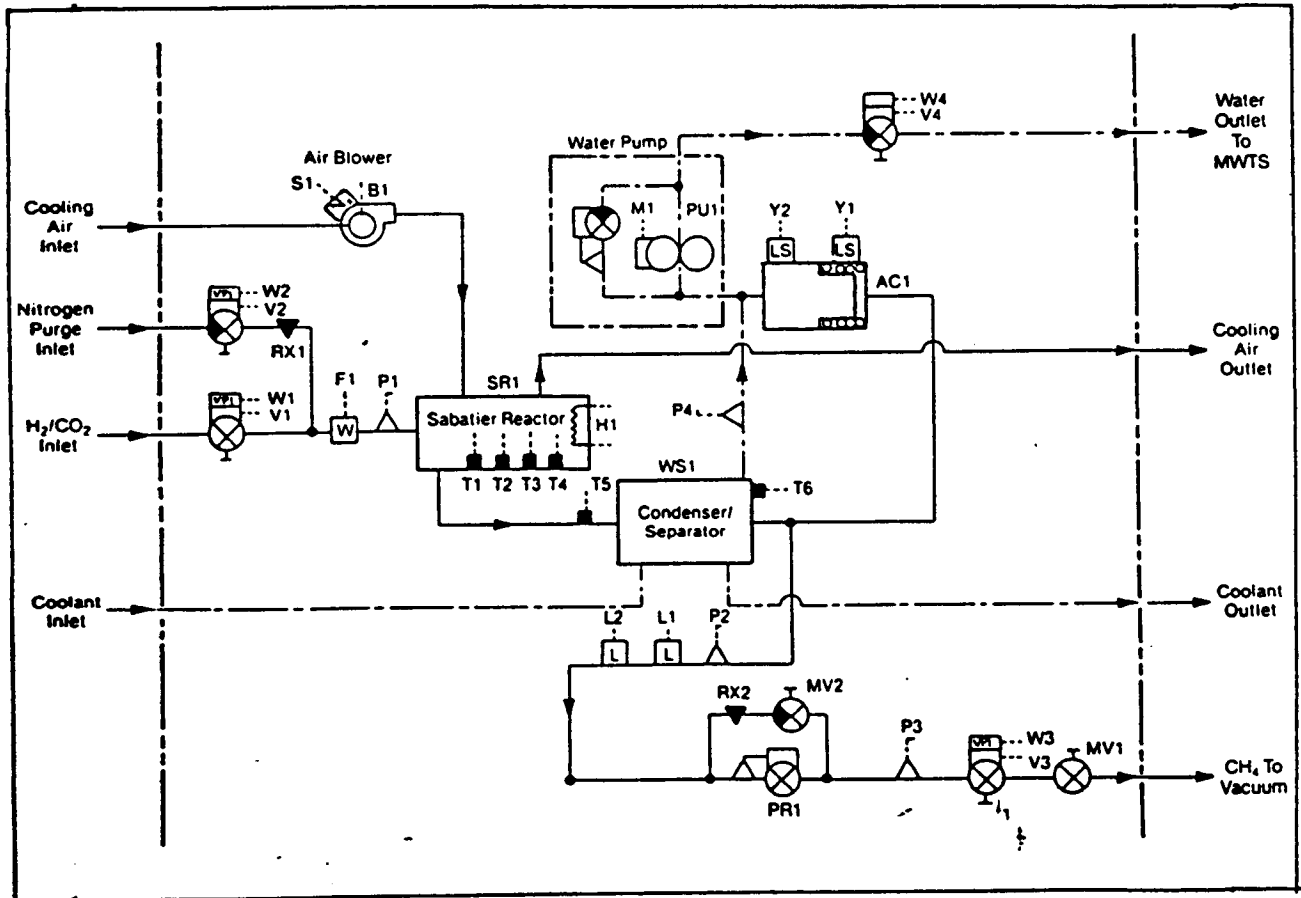 W4
V4
Water
Outlet
To
MWTS
Water Pump
Air Blower
S1
B1
M1
PU1
Y2
Y1
LS
LS
AC1
Cooling
Air
Inlet
W2
V2
Nitrogen
Purge
Inlet
RX1
Cooling
Air
Outlet
F1
P1
SR1
W1
V1
H₂/CO₂
Inlet
W
Sabatier Reactor
H1
P4
T1
T2
T3
T4
T5
WS1
T6
Condenser/
Separator
Coolant
Inlet
Coolant
Outlet
L2
L1
P2
L
L
RX2
MV2
P3
W3
V3
MV1
PR1
CH₄ To
Vacuum